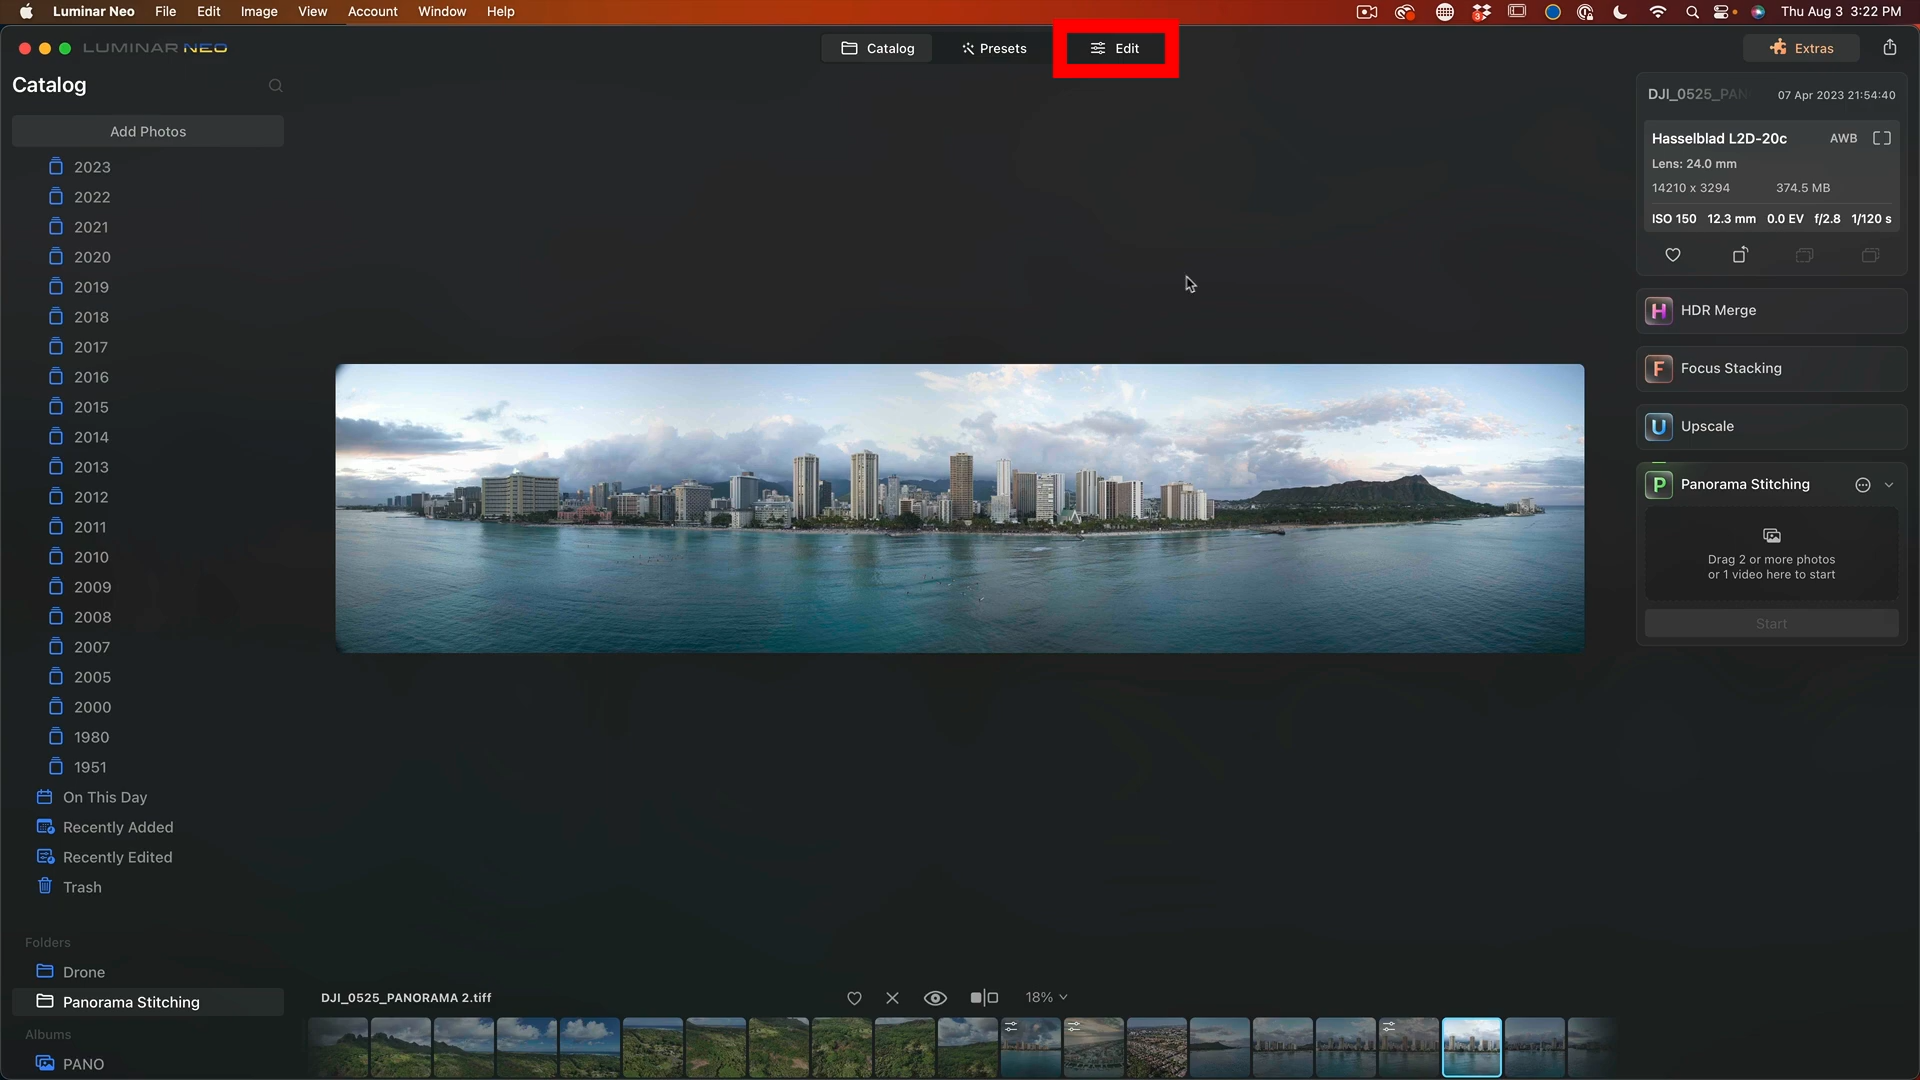 Luminar Neo File Edit Image View Account Window Help
3
Thu Aug 3 3:22 PM
LUMINAR NEO
Catalog Presets Edit
Extras
Catalog
Add Photos
2023
2022
2021
2020
2019
2018
2017
2016
2015
2014
2013
2012
2011
2010
2009
2008
2007
2005
2000
1980
1951
On This Day
Recently Added
Recently Edited
Trash
Folders
Drone
Panorama Stitching
Albums
PANO
DJI_0525_PAN 07 Apr 2023 21:54:40
Hasselblad L2D-20c AWB
Lens: 24.0 mm
14210 x 3294 374.5 MB
ISO 150 12.3 mm 0.0 EV f/2.8 1/120 s
H HDR Merge
F Focus Stacking
U Upscale
P Panorama Stitching
Drag 2 or more photos
or 1 video here to start
Start
DJI_0525_PANORAMA 2.tiff
18%